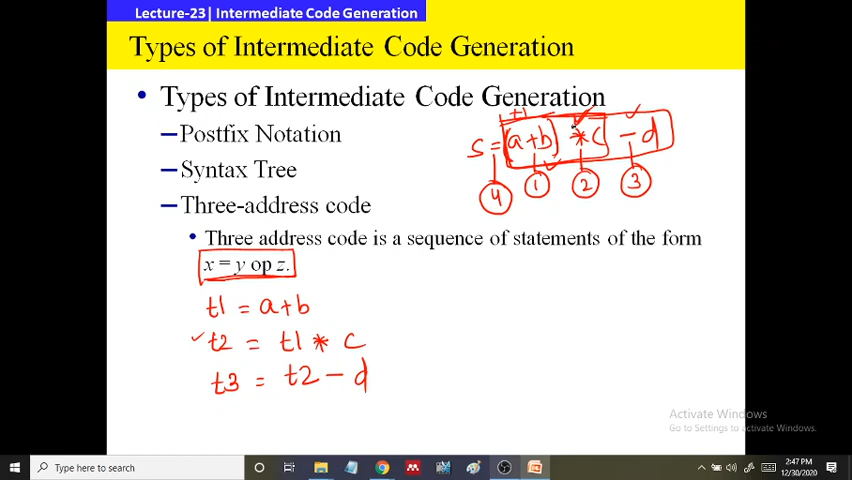 Lecture-23| Intermediate Code Generation
Types of Intermediate Code Generation
• Types of Intermediate Code Generation
–Postfix Notation
–Syntax Tree
–Three-address code
• Three address code is a sequence of statements of the form
x = y op z.
t1
s = (a+b) * c - d
4 1 2 3
t1 = a+b
t2 = t1 * c
t3 = t2 - d
Activate Windows
Go to Settings to activate Windows.
Type here to search
2:47 PM
12/30/2020